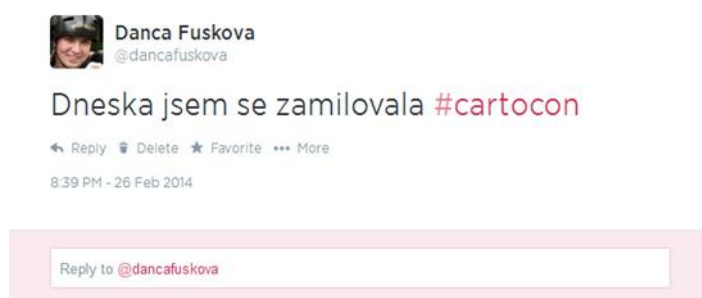 Danca Fuskova
@dancafuskova
Dneska jsem se zamilovala #cartocon
Reply Delete Favorite More
8:39 PM - 26 Feb 2014
Reply to @dancafuskova